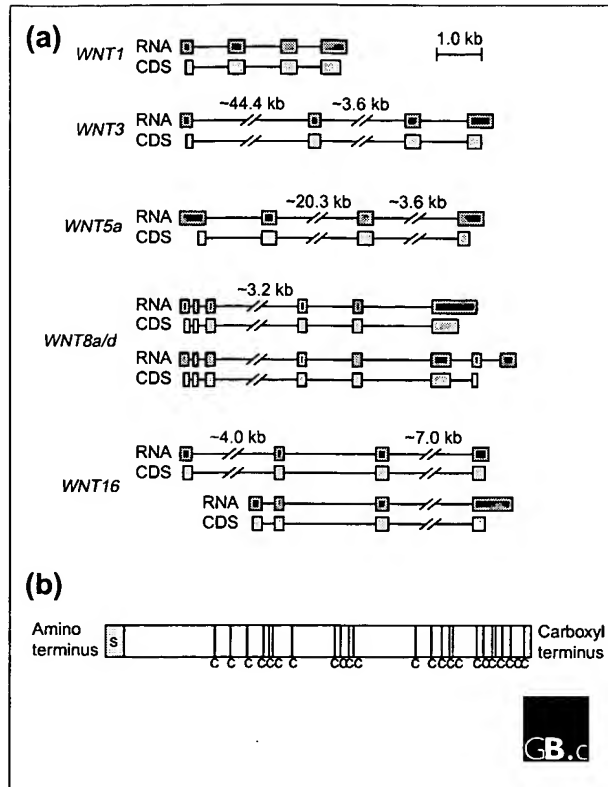 (a)
1.0 kb
WNT1
RNA
CDS
~44.4 kb ~3.6 kb
WNT3
RNA
CDS
~20.3 kb ~3.6 kb
WNT5a
RNA
CDS
~3.2 kb
WNT8a/d
RNA
CDS
RNA
CDS
~4.0 kb ~7.0 kb
WNT16
RNA
CDS
RNA
CDS
(b)
Amino
terminus
S
Carboxyl
terminus
C C C CCC C CCCC C CCCC CCCCCCCC
GB.c